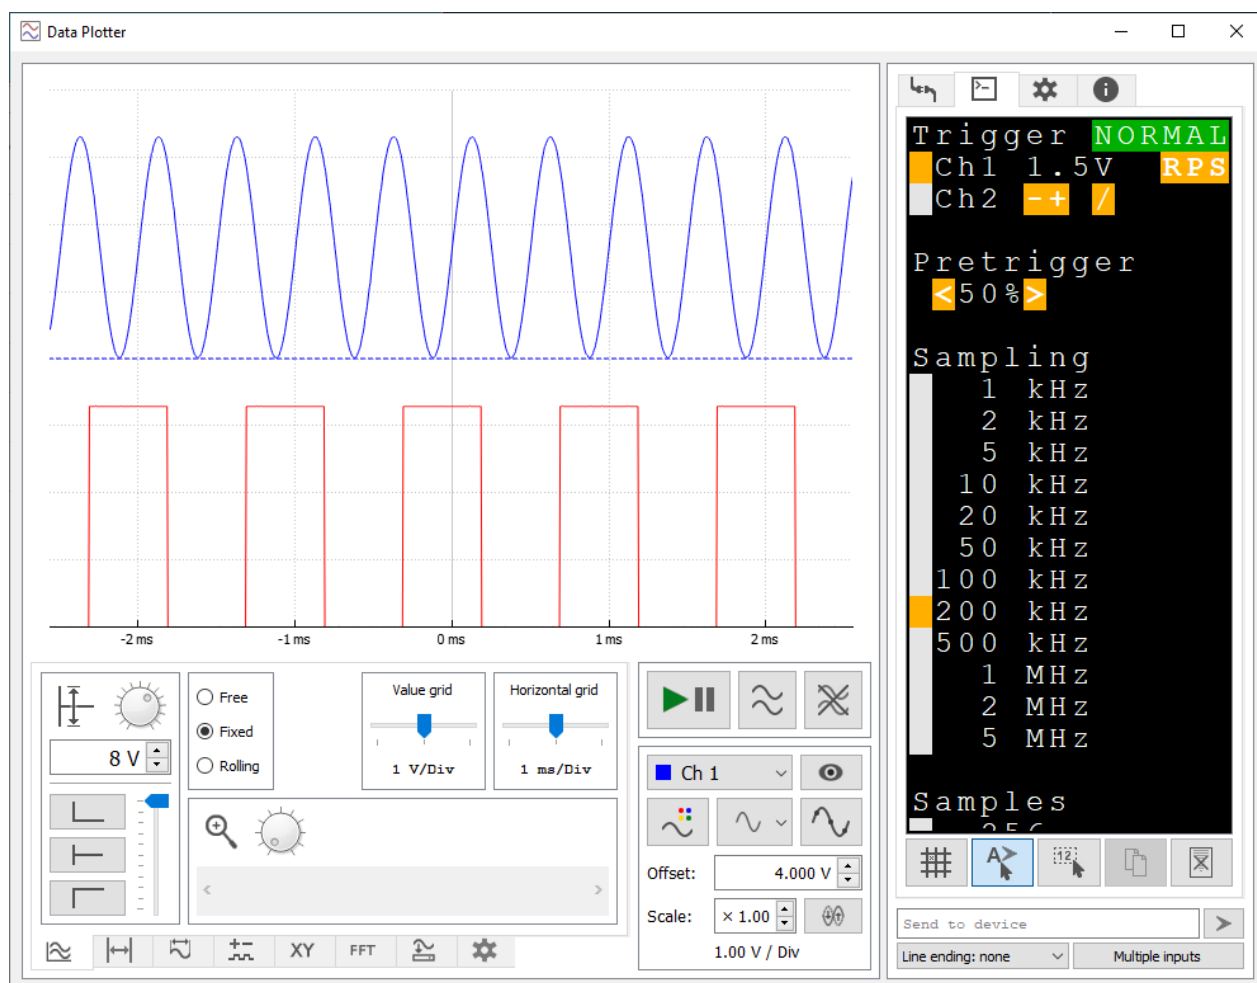 Data Plotter
-2 ms
-1 ms
0 ms
1 ms
2 ms
8 V
Free
Fixed
Rolling
Value grid
1 V/Div
Horizontal grid
1 ms/Div
XY
FFT
Ch 1
Offset:
4.000 V
Scale:
× 1.00
1.00 V / Div
Trigger NORMAL
Ch1 1.5V RPS
Ch2 -+ /
Pretrigger
<50%>
Sampling
1 kHz
2 kHz
5 kHz
10 kHz
20 kHz
50 kHz
100 kHz
200 kHz
500 kHz
1 MHz
2 MHz
5 MHz
Samples
256
A
12
Send to device
Line ending: none
Multiple inputs